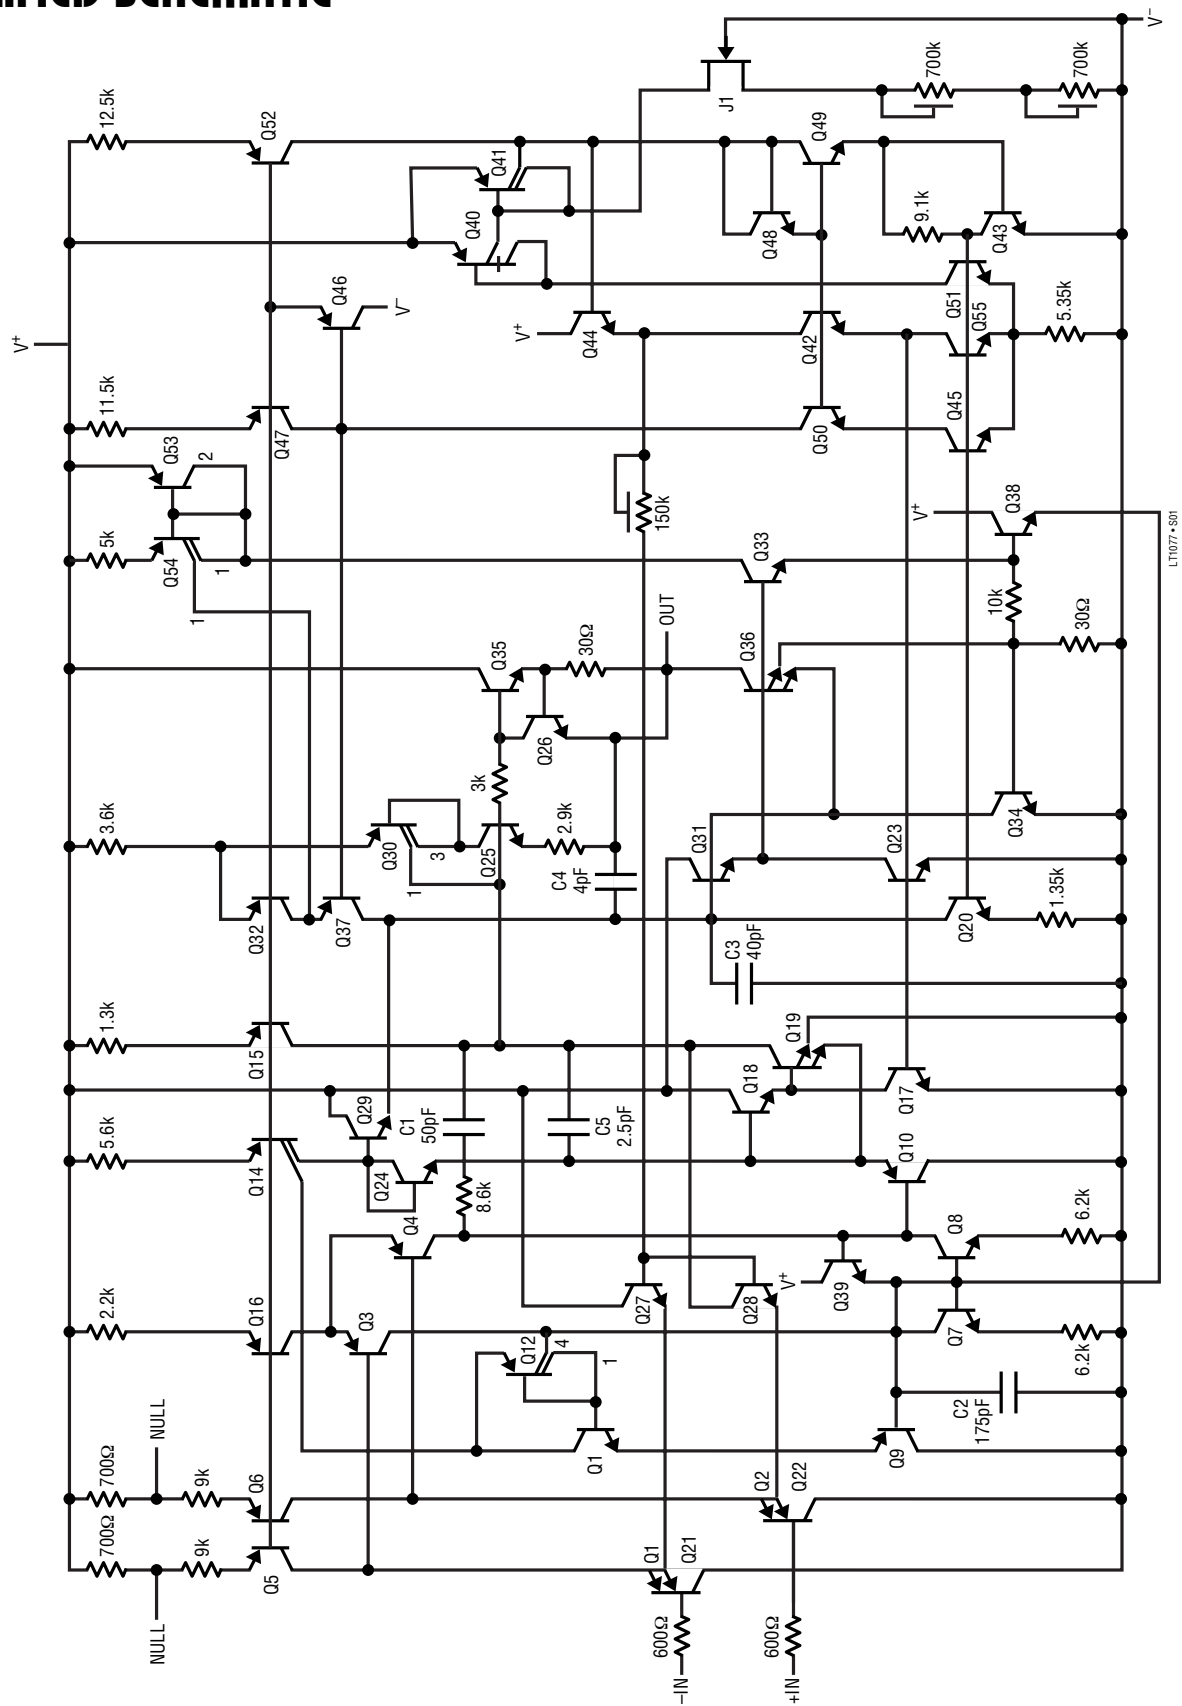 V+
700Ω
700Ω
2.2k
5.6k
1.3k
3.6k
5k
11.5k
12.5k
NULL
NULL
9k
9k
Q5
Q6
Q16
Q14
Q15
Q32
Q54
1
1
Q53
2
Q47
Q52
Q3
Q4
Q24
Q29
Q37
Q30
3
1
Q46
V–
C1
50pF
8.6k
Q12
4
1
Q25
3k
Q35
Q40
Q41
Q1
C5
2.5pF
C4
4pF
2.9k
Q26
30Ω
V+
Q44
–IN
600Ω
Q1
Q21
Q27
150k
OUT
J1
+IN
600Ω
Q2
Q22
Q28
Q18
Q19
C3
40pF
Q31
Q36
Q33
Q48
V+
Q39
Q50
Q42
Q49
Q9
Q10
Q17
Q23
V+
9.1k
700k
C2
175pF
Q7
Q8
Q20
Q34
10k
Q38
Q45
Q55
Q51
Q43
6.2k
6.2k
1.35k
30Ω
5.35k
700k
V–
LT1077 • S01